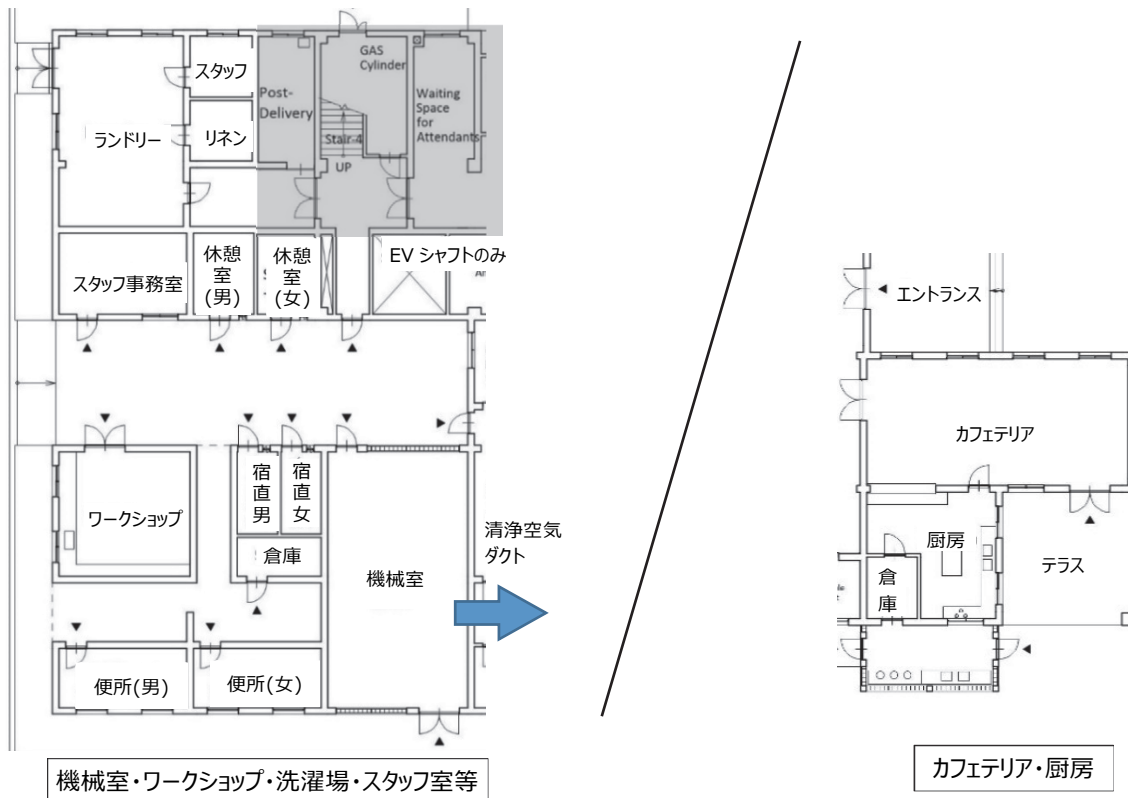 スタッフ
GAS
Cylinder
Post-
Delivery
Waiting
Space
for
Attendants
ランドリー
リネン
Stair-4
UP
スタッフ事務室
休憩
室
(男)
休憩
室
(女)
EV シャフトのみ
エントランス
カフェテリア
ワークショップ
宿
直
男
宿
直
女
倉庫
機械室
清浄空気
ダクト
厨房
倉
庫
テラス
便所(男)
便所(女)
機械室・ワークショップ・洗濯場・スタッフ室等
カフェテリア・厨房